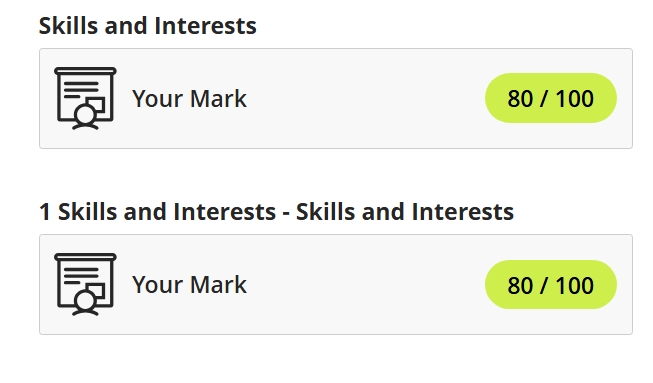 Skills and Interests
Your Mark 80 / 100
1 Skills and Interests - Skills and Interests
Your Mark 80 / 100